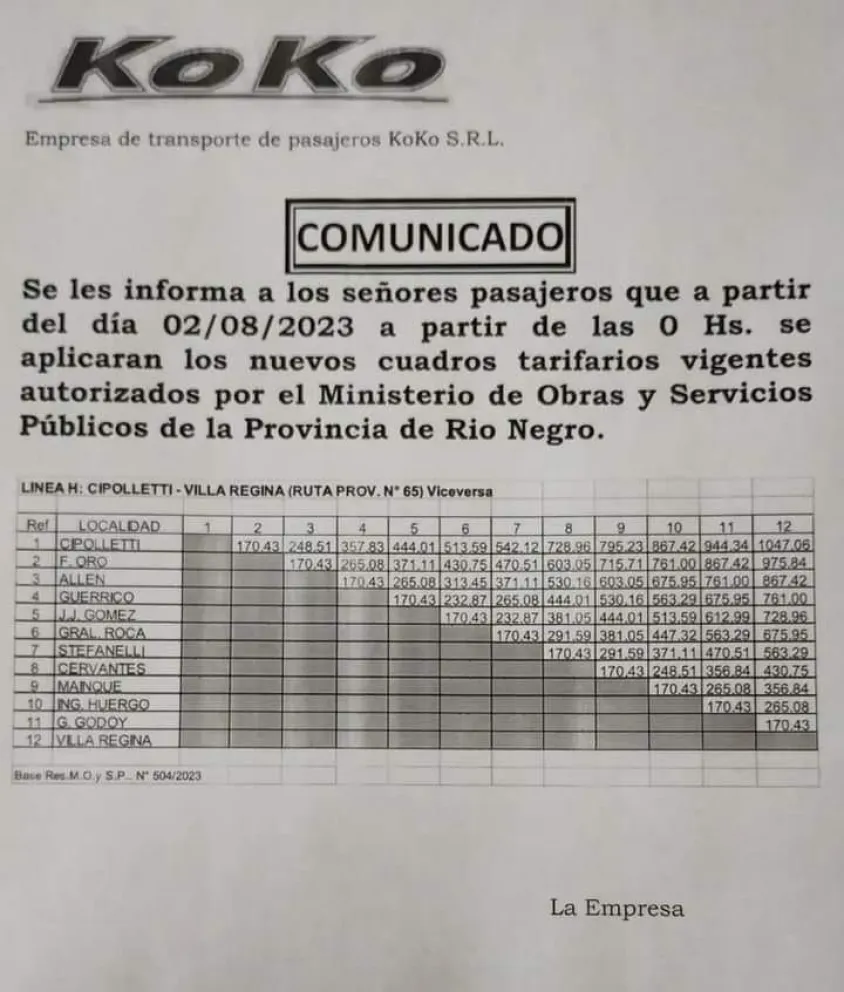 KoKo
Empresa de transporte de pasajeros KoKo S.R.L.
COMUNICADO
Se les informa a los señores pasajeros que a partir
del día 02/08/2023 a partir de las 0 Hs. se
aplicaran los nuevos cuadros tarifarios vigentes
autorizados por el Ministerio de Obras y Servicios
Públicos de la Provincia de Rio Negro.
LINEA H: CIPOLLETTI - VILLA REGINA (RUTA PROV. N° 65) Viceversa
Ref LOCALIDAD 1 2 3 4 5 6 7 8 9 10 11 12
1 CIPOLLETTI 170.43 248.51 357.83 444.01 513.59 542.12 728.96 795.23 867.42 944.34 1047.06
2 F. ORO 170.43 265.08 371.11 430.75 470.51 603.05 715.71 761.00 867.42 975.84
3 ALLEN 170.43 265.08 313.45 371.11 530.16 603.05 675.95 761.00 867.42
4 GUERRICO 170.43 232.87 265.08 444.01 530.16 563.29 675.95 761.00
5 J.J. GOMEZ 170.43 232.87 381.05 444.01 513.59 612.99 728.96
6 GRAL. ROCA 170.43 291.59 381.05 447.32 563.29 675.95
7 STEFANELLI 170.43 291.59 371.11 470.51 563.29
8 CERVANTES 170.43 248.51 356.84 430.75
9 MAINQUE 170.43 265.08 356.84
10 ING. HUERGO 170.43 265.08
11 G. GODOY 170.43
12 VILLA REGINA
Base Res.M.O.y S.P.. N° 504/2023
La Empresa